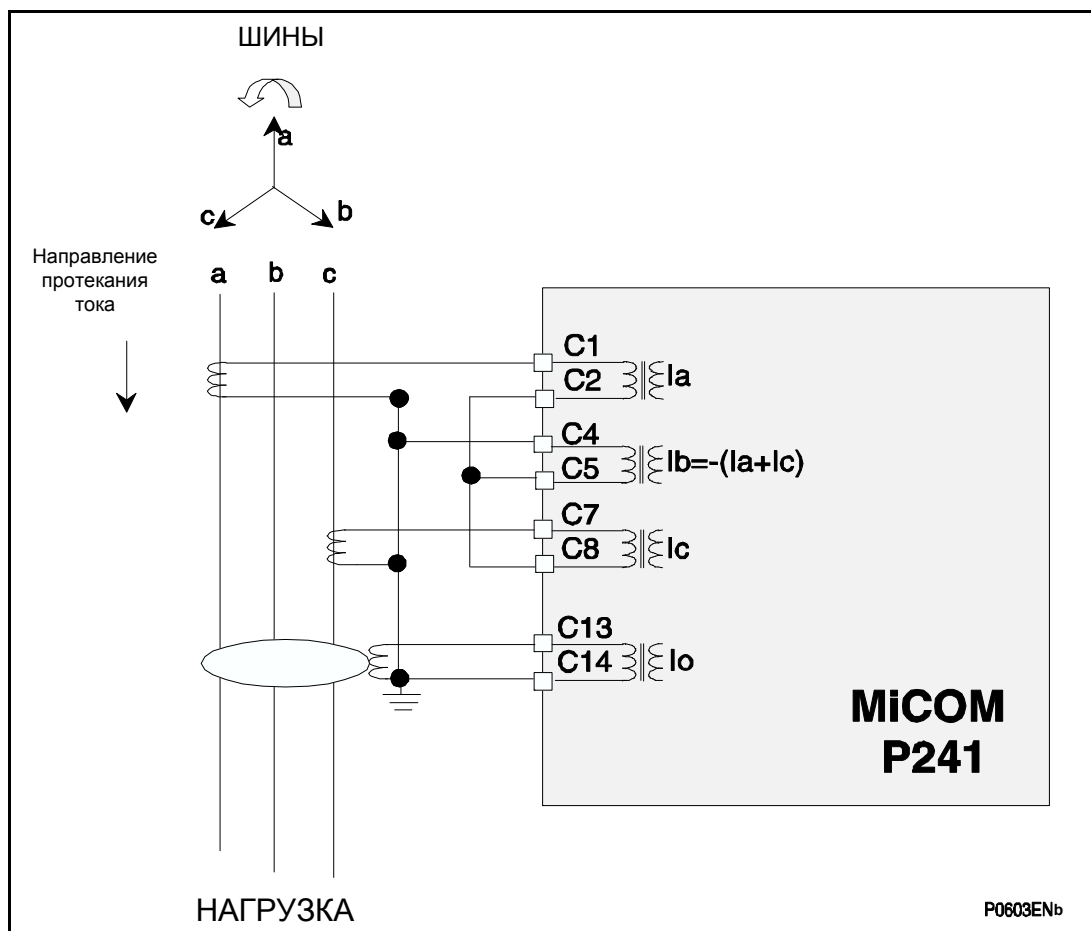 ШИНЫ
a
c
b
Направление
протекания
тока
a b c
C1
C2
Ia
C4
C5
Ib=-(Ia+Ic)
C7
C8
Ic
C13
C14
Io
MiCOM
P241
НАГРУЗКА
P0603ENb